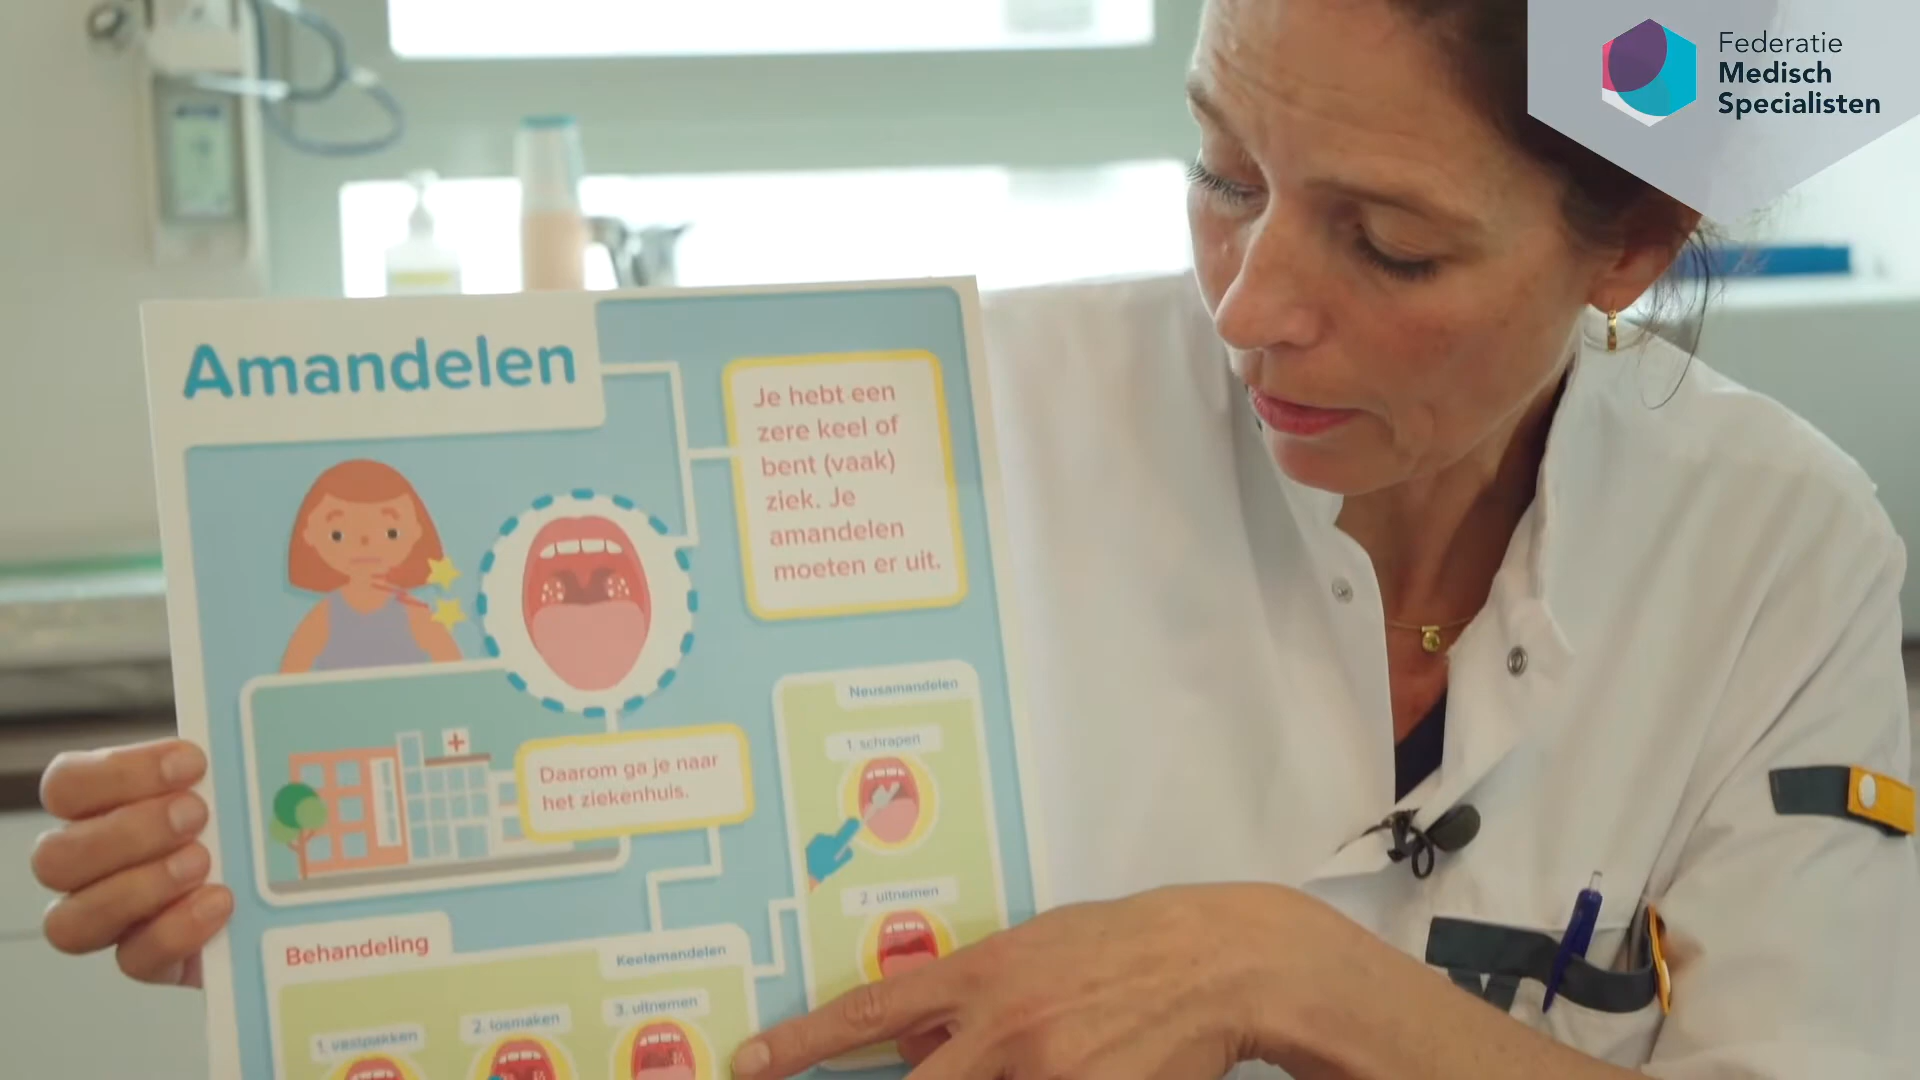 Federatie
Medisch
Specialisten
Amandelen
Je hebt een
zere keel of
bent (vaak)
ziek. Je
amandelen
moeten er uit.
Daarom ga je naar
het ziekenhuis.
Neusamandelen
1. schrapen
2. uitnemen
Behandeling
Keelamandelen
1. vastpakken
2. losmaken
3. uitnemen